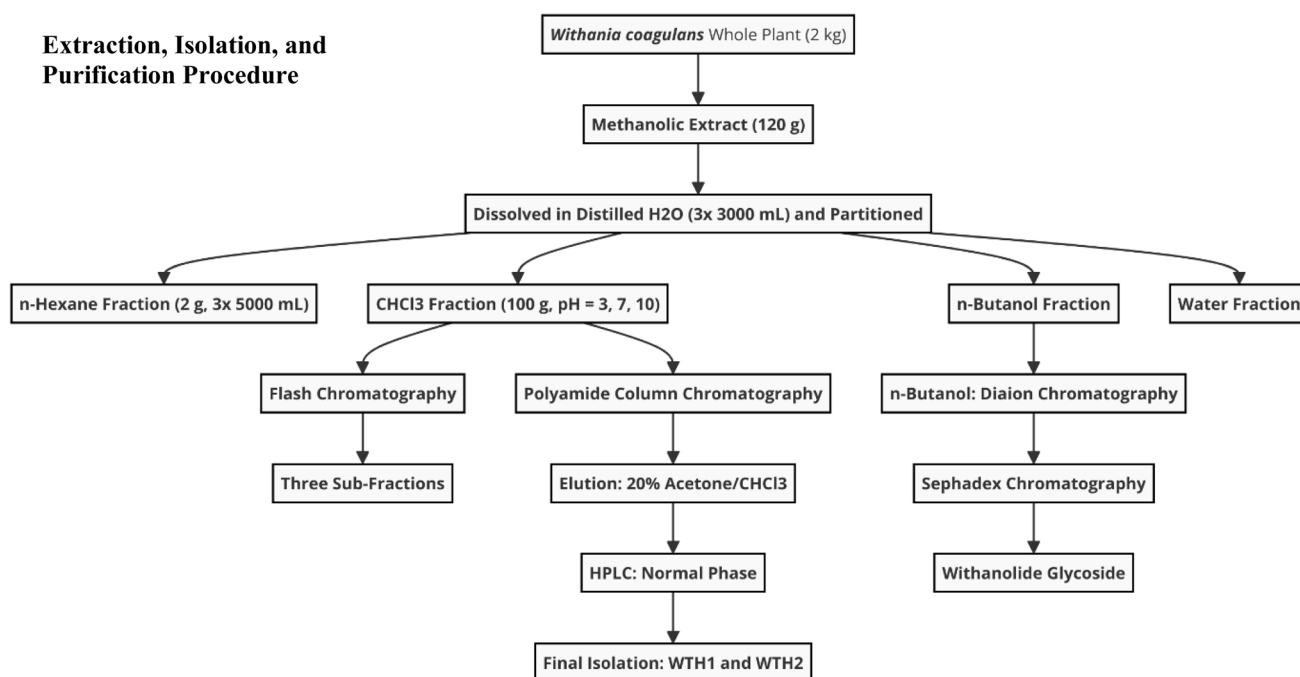 Extraction, Isolation, and
Purification Procedure
Withania coagulans Whole Plant (2 kg)
Methanolic Extract (120 g)
Dissolved in Distilled H2O (3x 3000 mL) and Partitioned
n-Hexane Fraction (2 g, 3x 5000 mL)
CHCl3 Fraction (100 g, pH = 3, 7, 10)
n-Butanol Fraction
Water Fraction
Flash Chromatography
Polyamide Column Chromatography
n-Butanol: Diaion Chromatography
Three Sub-Fractions
Elution: 20% Acetone/CHCl3
Sephadex Chromatography
HPLC: Normal Phase
Withanolide Glycoside
Final Isolation: WTH1 and WTH2